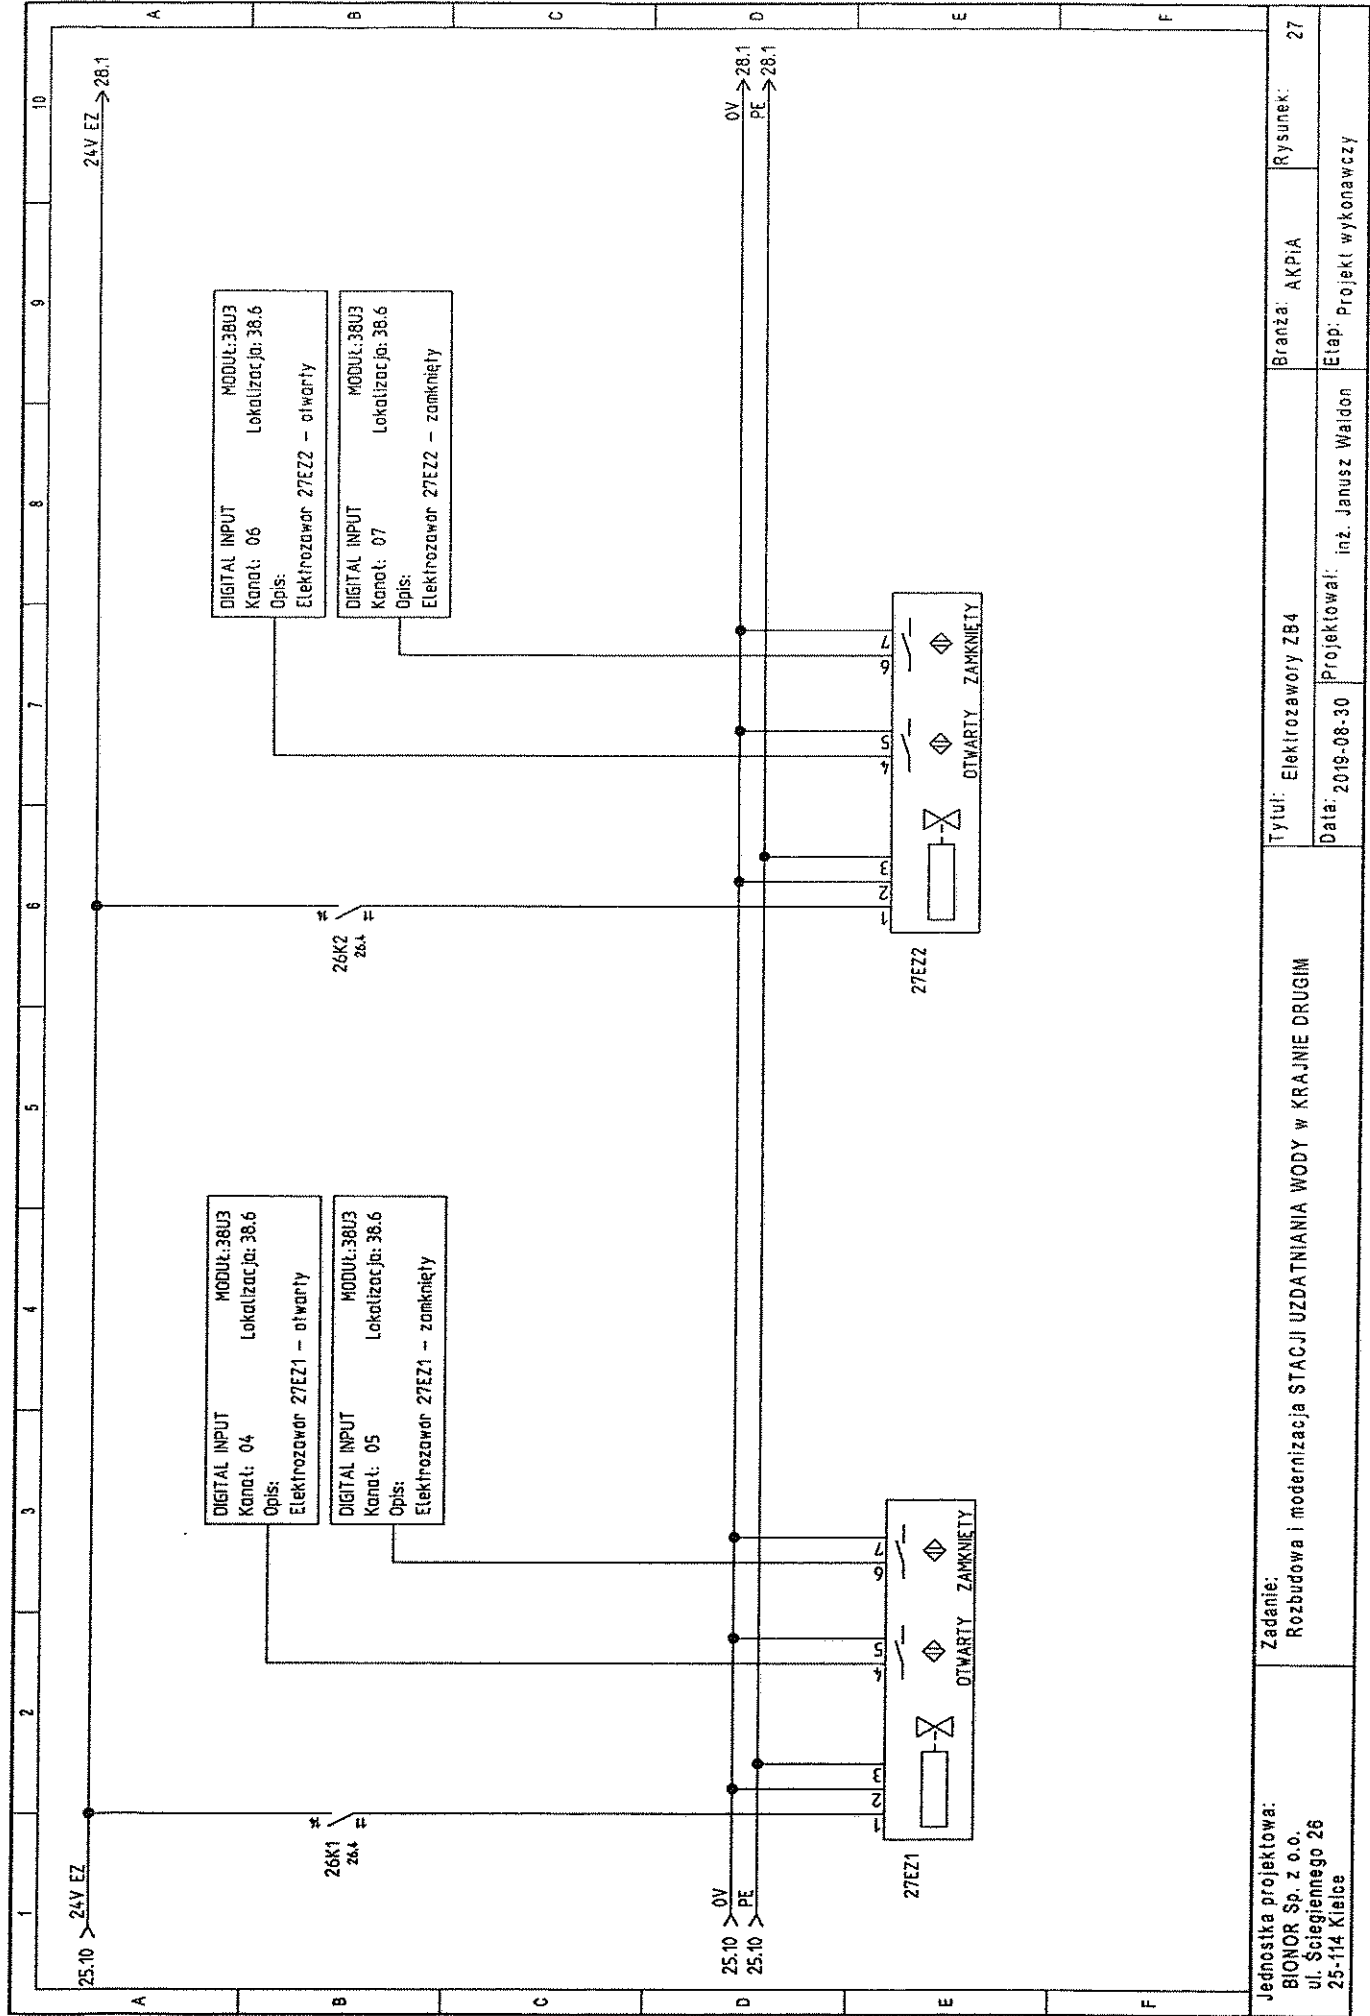 1 2 3 4 5 6 7 8 9 10
A A
B B
C C
D D
E E
F F
25.10 24V EZ
24V EZ 28.1
DIGITAL INPUT MODUŁ:38U3
Kanał: 04 Lokalizacja: 38.6
Opis:
Elektrozawór 27EZ1 – otwarty
DIGITAL INPUT MODUŁ:38U3
Kanał: 05 Lokalizacja: 38.6
Opis:
Elektrozawór 27EZ1 – zamknięty
DIGITAL INPUT MODUŁ:38U3
Kanał: 06 Lokalizacja: 38.6
Opis:
Elektrozawór 27EZ2 – otwarty
DIGITAL INPUT MODUŁ:38U3
Kanał: 07 Lokalizacja: 38.6
Opis:
Elektrozawór 27EZ2 – zamknięty
14
26K1
26.4
11
14
26K2
26.4
11
25.10 0V
25.10 PE
0V 28.1
PE 28.1
1 2 3 4 5 6 7
27EZ1
OTWARTY ZAMKNIĘTY
1 2 3 4 5 6 7
27EZ2
OTWARTY ZAMKNIĘTY
Jednostka projektowa:
BIONOR Sp. z o.o.
ul. Ściegiennego 26
25-114 Kielce
Zadanie:
Rozbudowa i modernizacja STACJI UZDATNIANIA WODY w KRAJNIE DRUGIM
Tytuł: Elektrozawory ZB4
Branża: AKPiA
Rysunek: 27
Data: 2019-08-30
Projektował: inż. Janusz Waldon
Etap: Projekt wykonawczy